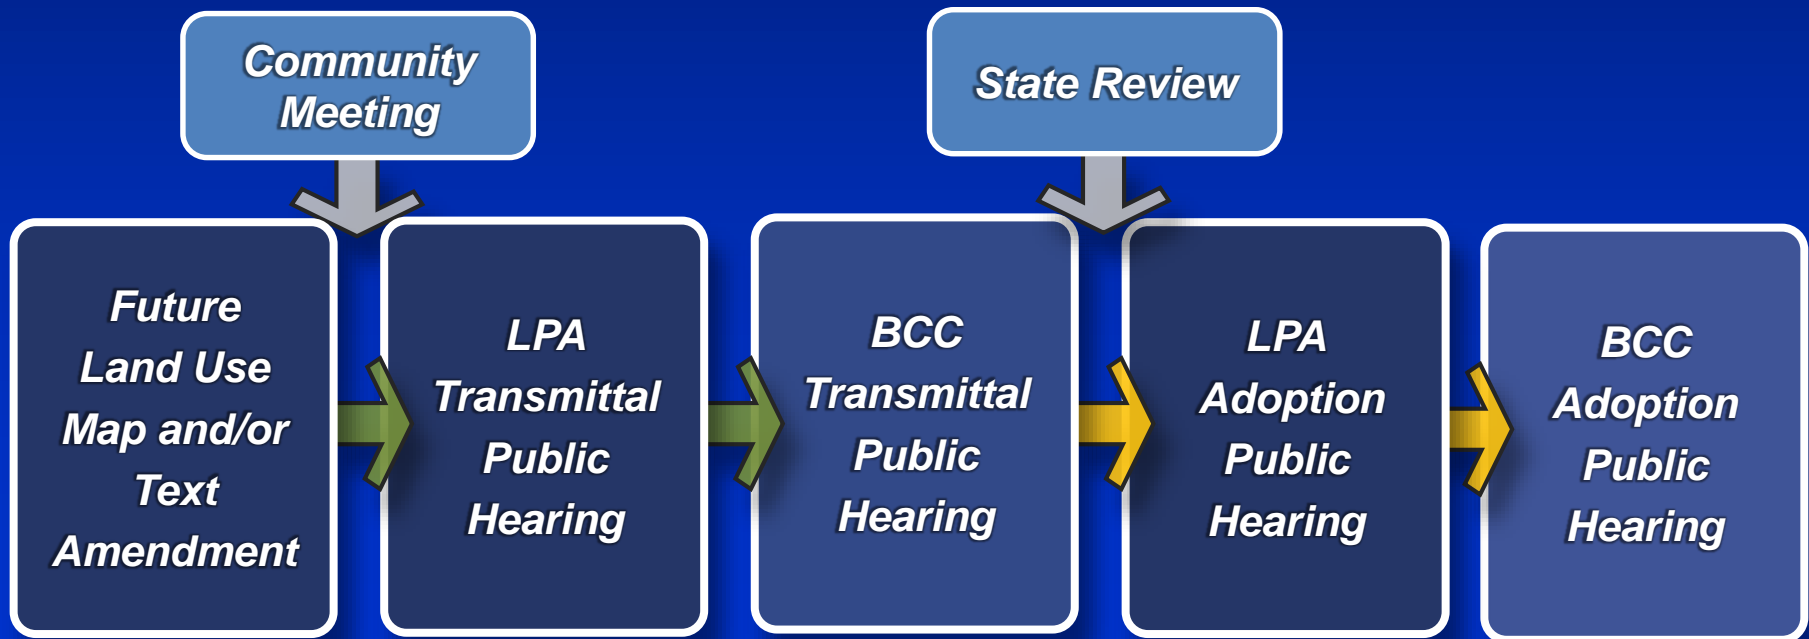 Community
Meeting
State Review
Future
Land Use
Map and/or
Text
Amendment
LPA
Transmittal
Public
Hearing
BCC
Transmittal
Public
Hearing
LPA
Adoption
Public
Hearing
BCC
Adoption
Public
Hearing